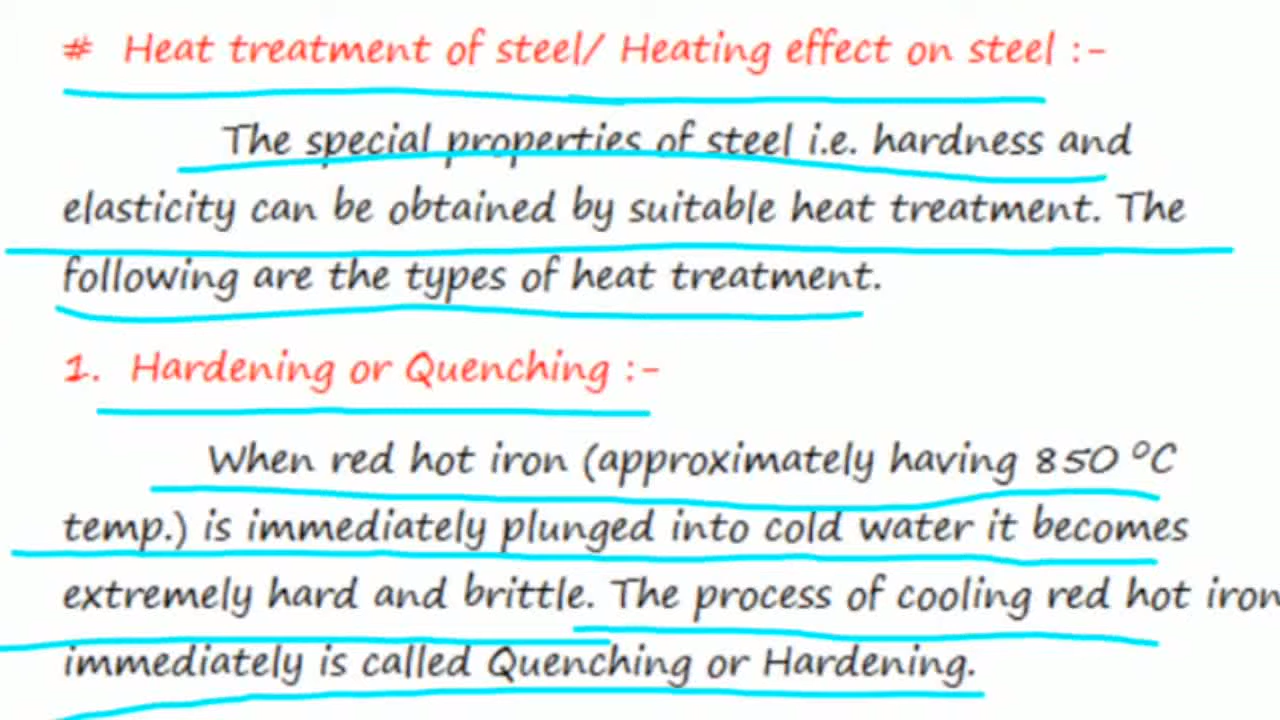 # Heat treatment of steel/ Heating effect on steel :-
The special properties of steel i.e. hardness and
elasticity can be obtained by suitable heat treatment. The
following are the types of heat treatment.
1. Hardening or Quenching :-
When red hot iron (approximately having 850 °C
temp.) is immediately plunged into cold water it becomes
extremely hard and brittle. The process of cooling red hot iron
immediately is called Quenching or Hardening.